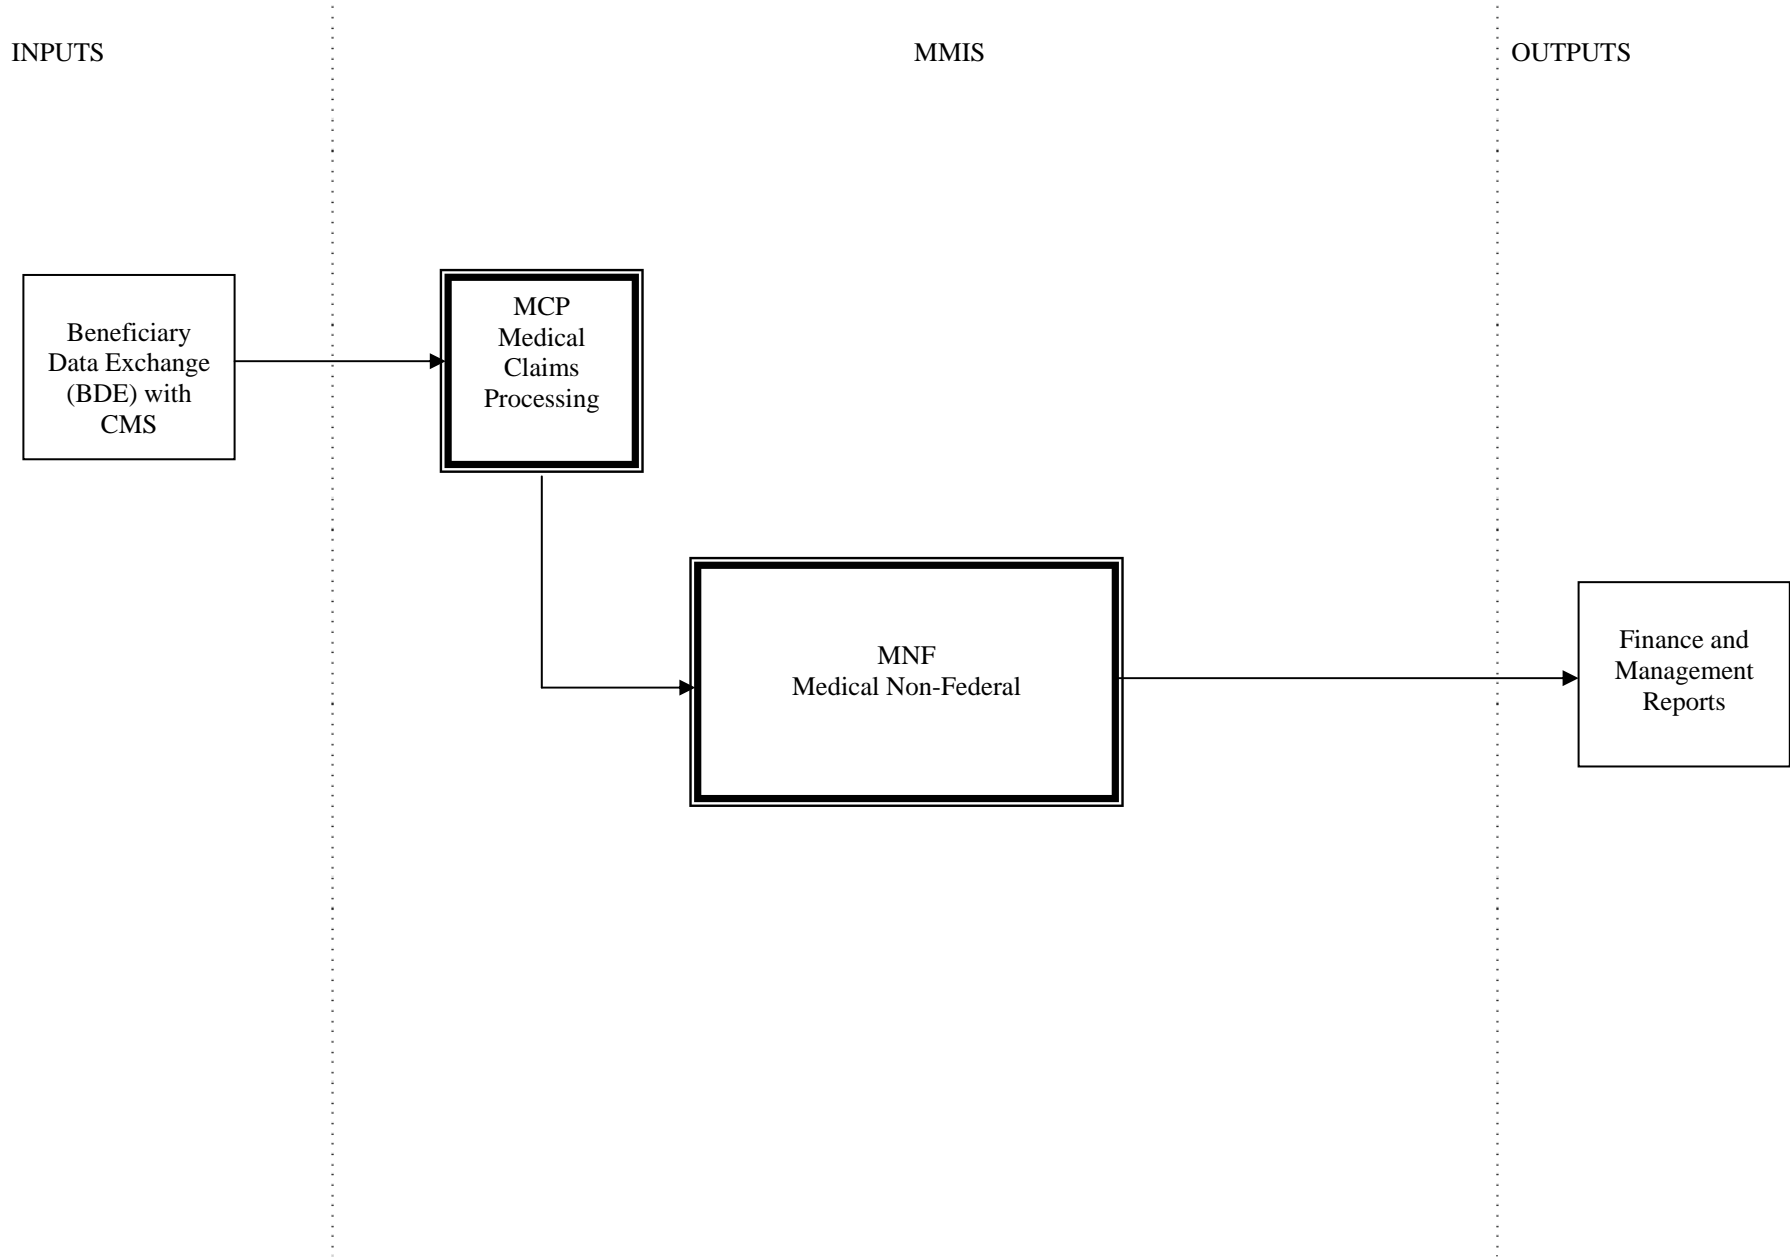 INPUTS
MMIS
OUTPUTS
Beneficiary
Data Exchange
(BDE) with
CMS
MCP
Medical
Claims
Processing
MNF
Medical Non-Federal
Finance and
Management
Reports